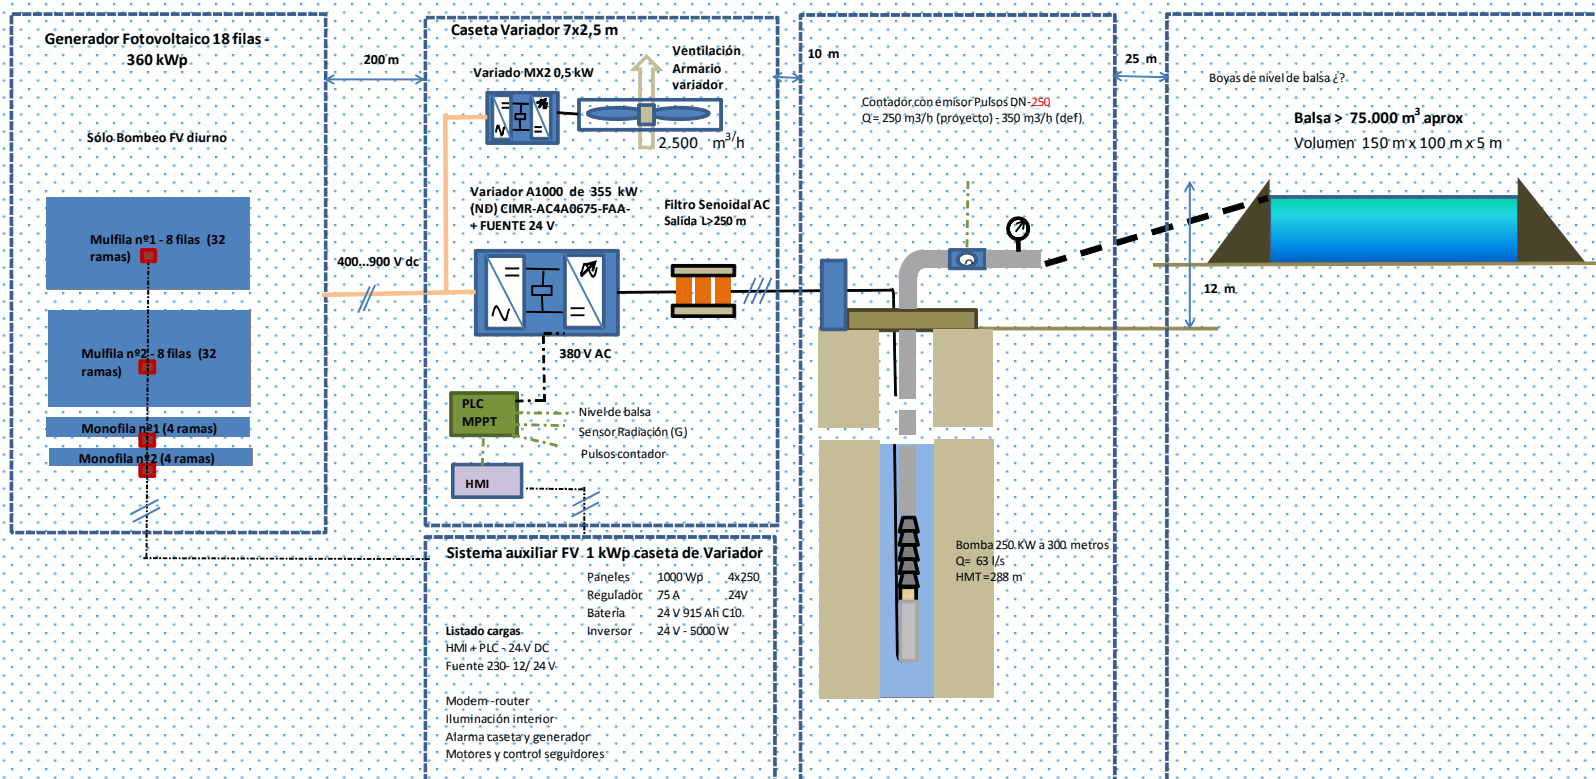 Generador Fotovoltaico 18 filas -
360 kWp
Sólo Bombeo FV diurno
Mulfila nº1 - 8 filas (32
ramas)
Mulfila nº2 - 8 filas (32
ramas)
Monofila nº1 (4 ramas)
Monofila nº2 (4 ramas)
200 m
400...900 V dc
Caseta Variador 7x2,5 m
Variado MX2 0,5 kW
Ventilación
Armario
variador
2.500 m³/h
Variador A1000 de 355 kW
(ND) CIMR-AC4A0675-FAA-
+ FUENTE 24 V
Filtro Senoidal AC
Salida L>250 m
380 V AC
PLC
MPPT
Nivel de balsa
Sensor Radiación (G)
Pulsos contador
HMI
Sistema auxiliar FV 1 kWp caseta de Variador
Paneles 1000 Wp 4x250
Regulador 75 A 24V
Batería 24 V 915 Ah C10
Inversor 24 V - 5000 W
Listado cargas
HMI + PLC - 24 V DC
Fuente 230- 12/ 24 V
Modem -router
Iluminación interior
Alarma caseta y generador
Motores y control seguidores
10 m
Contador con emisor Pulsos DN-250
Q = 250 m3/h (proyecto) - 350 m3/h (def)
Bomba 250 KW a 300 metros
Q= 63 l/s
HMT =288 m
25 m
Boyas de nivel de balsa ¿?
Balsa > 75.000 m³ aprox
Volumen 150 m x 100 m x 5 m
12 m